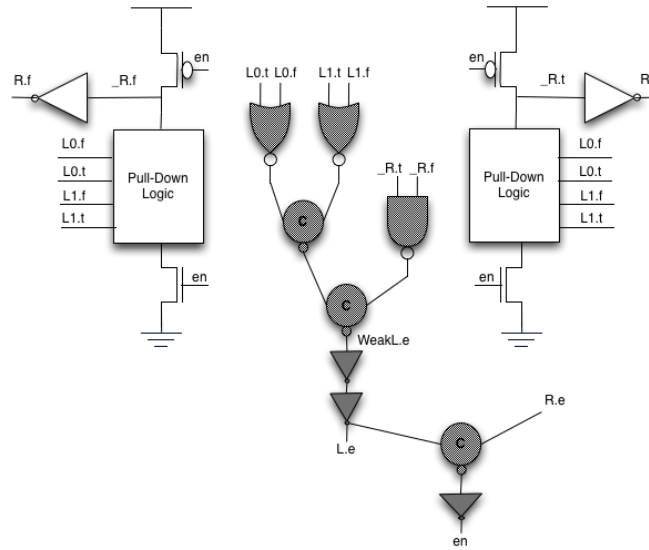 en
R.f
_R.f
L0.f
L0.t
L1.f
L1.t
Pull-Down
Logic
en
L0.t L0.f
L1.t L1.f
_R.t _R.f
C
C
WeakL.e
L.e
C
R.e
en
en
_R.t
R
Pull-Down
Logic
L0.f
L0.t
L1.f
L1.t
en